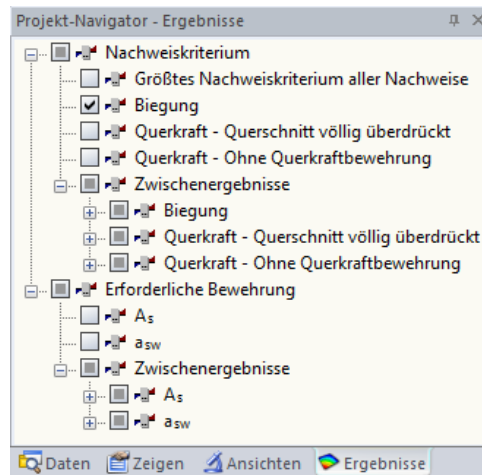 Projekt-Navigator - Ergebnisse
Nachweiskriterium
Größtes Nachweiskriterium aller Nachweise
Biegung
Querkraft - Querschnitt völlig überdrückt
Querkraft - Ohne Querkraftbewehrung
Zwischenergebnisse
Biegung
Querkraft - Querschnitt völlig überdrückt
Querkraft - Ohne Querkraftbewehrung
Erforderliche Bewehrung
As
asw
Zwischenergebnisse
As
asw
Daten Zeigen Ansichten Ergebnisse